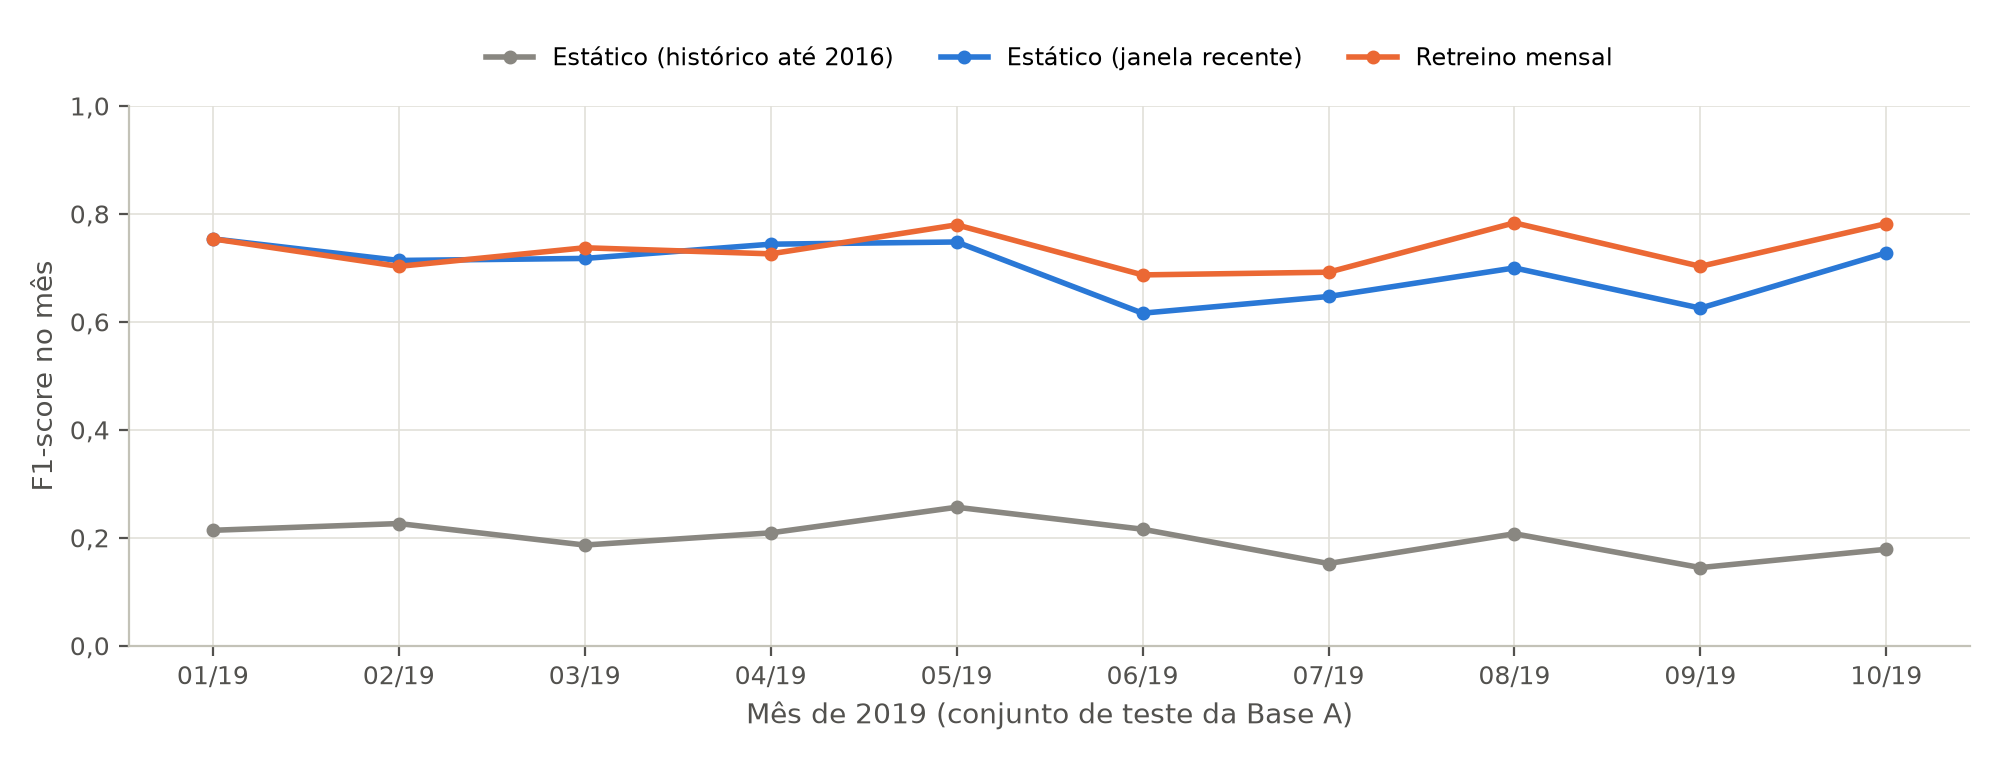 Estático (histórico até 2016) Estático (janela recente) Retreino mensal
1,0
0,8
0,6
0,4
0,2
0,0
F1-score no mês
01/19 02/19 03/19 04/19 05/19 06/19 07/19 08/19 09/19 10/19
Mês de 2019 (conjunto de teste da Base A)